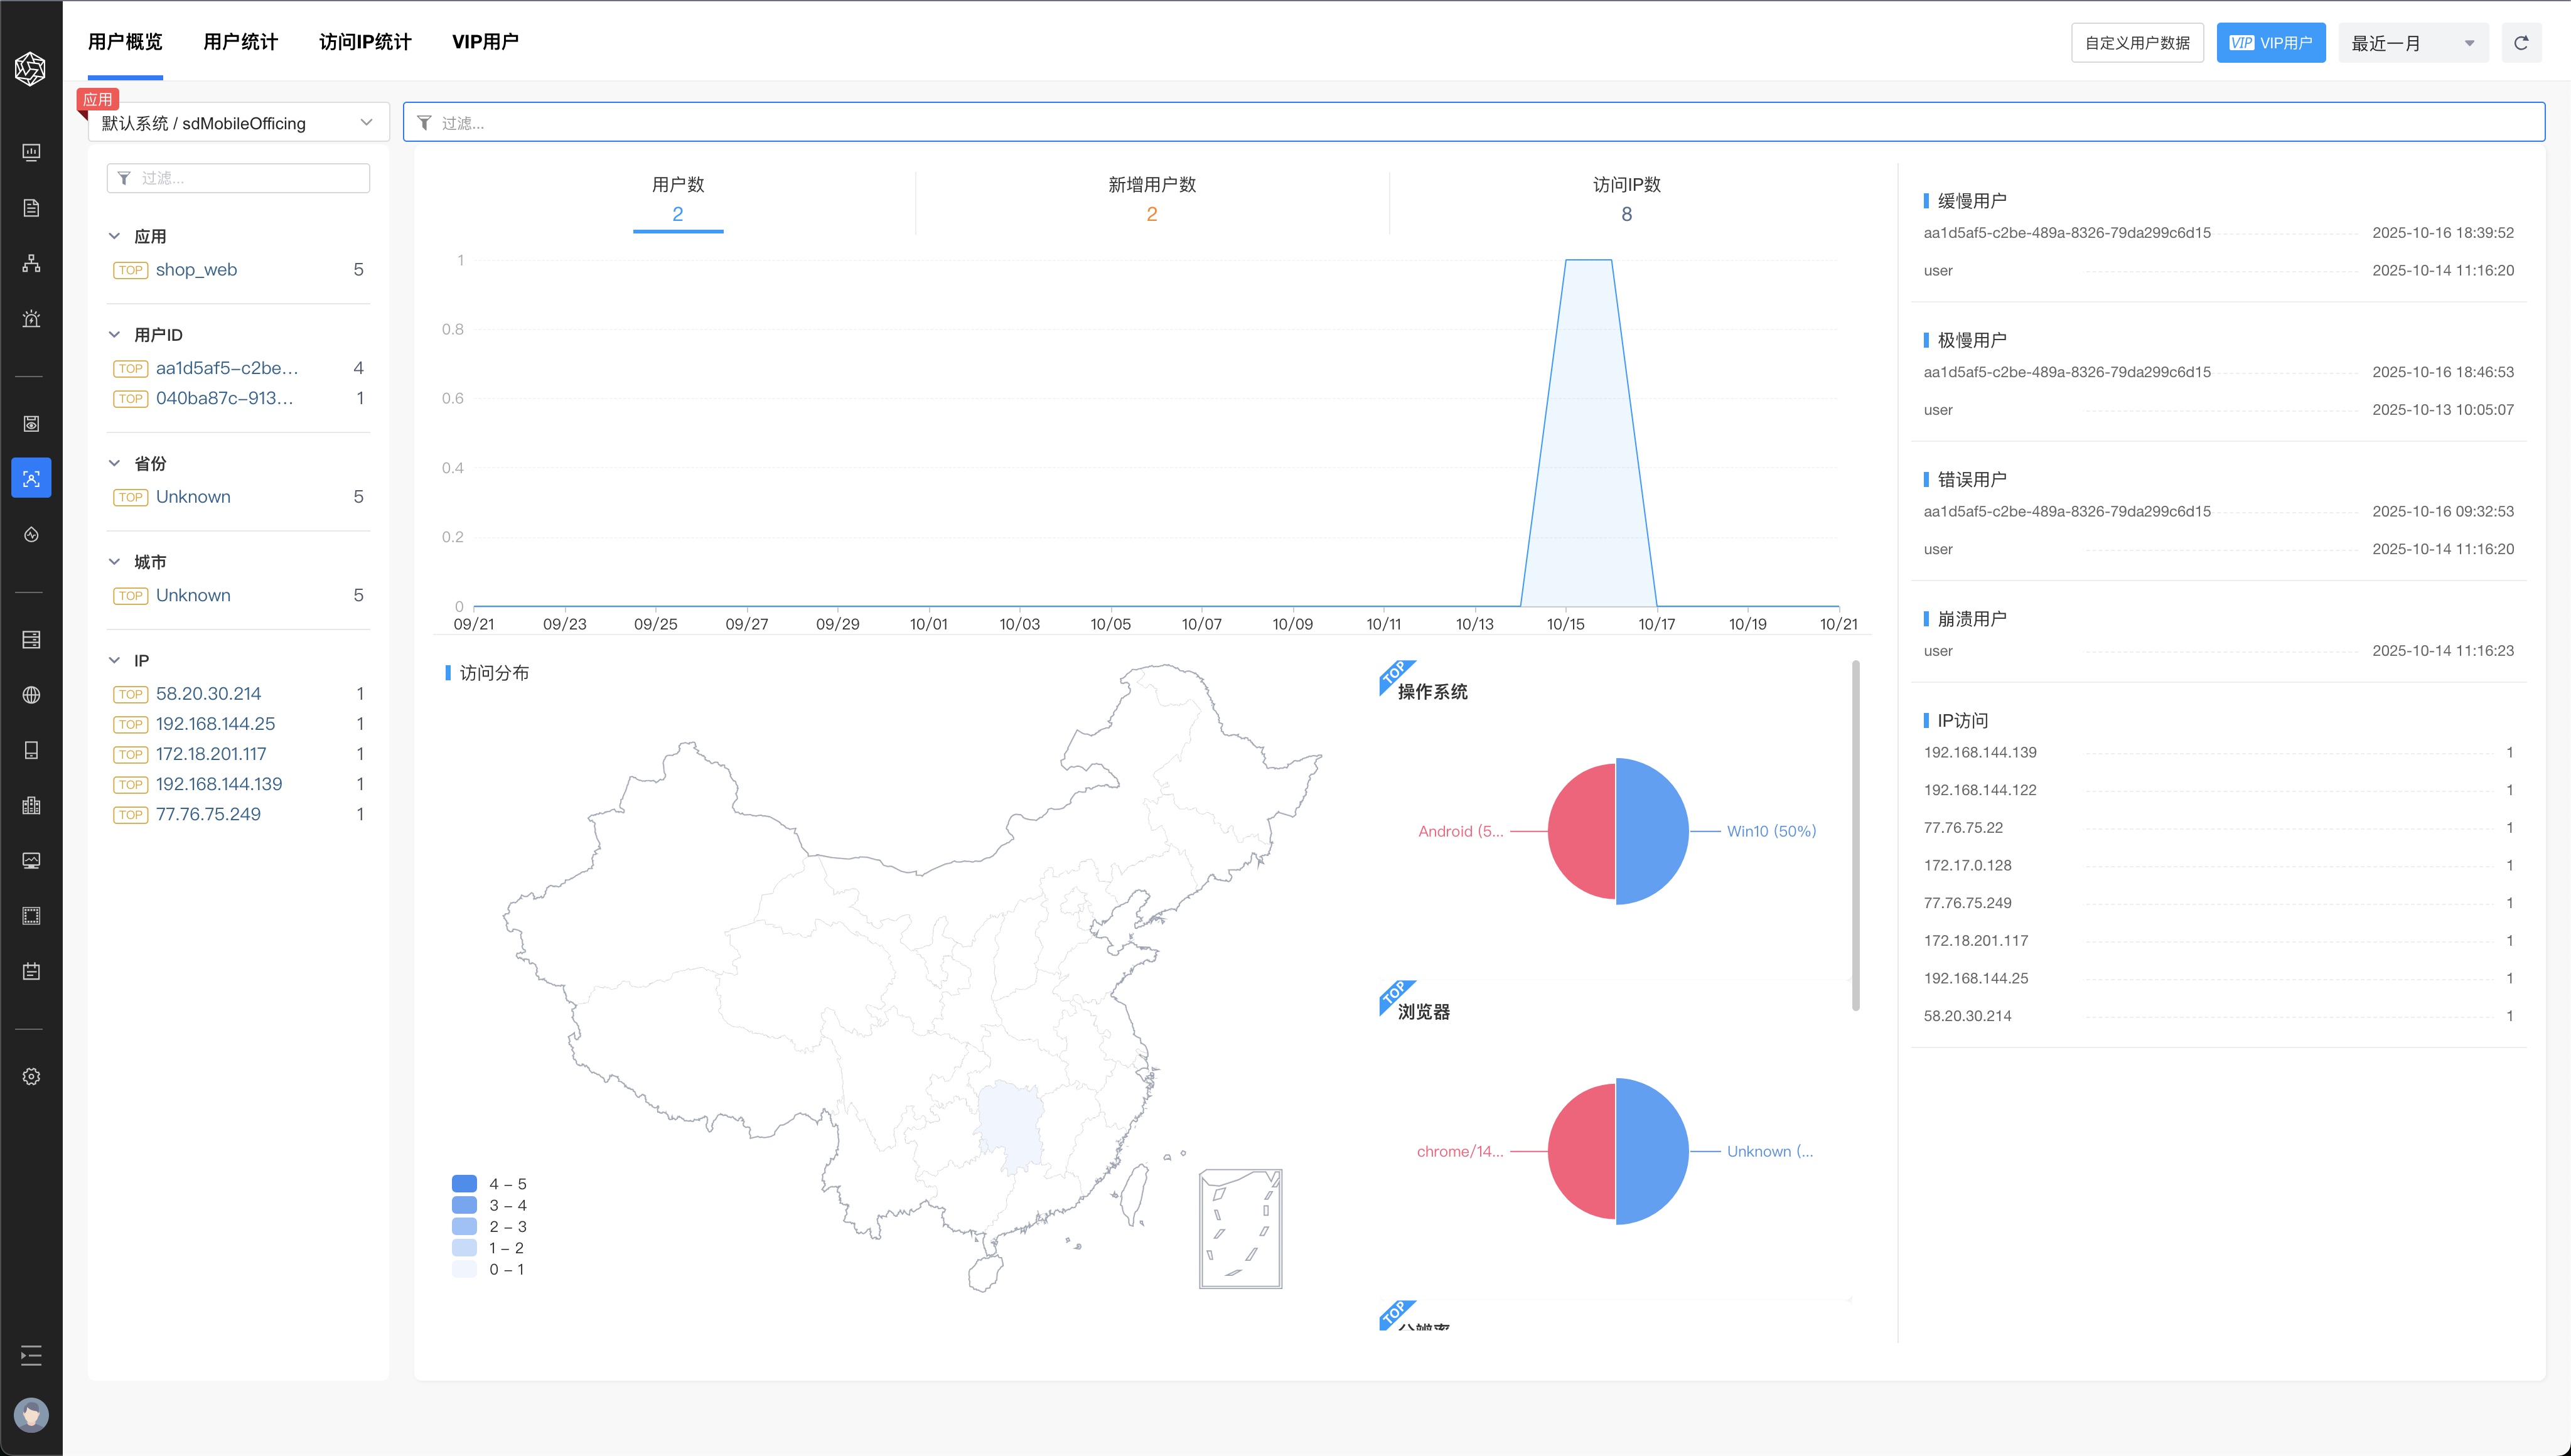 用户概览 用户统计 访问IP统计 VIP用户
自定义用户数据 VIP VIP用户 最近一月
应用
默认系统 / sdMobileOfficing
过滤...
过滤...
应用
TOP shop_web 5
用户ID
TOP aa1d5af5-c2be... 4
TOP 040ba87c-913... 1
省份
TOP Unknown 5
城市
TOP Unknown 5
IP
TOP 58.20.30.214 1
TOP 192.168.144.25 1
TOP 172.18.201.117 1
TOP 192.168.144.139 1
TOP 77.76.75.249 1
用户数 新增用户数 访问IP数
2 2 8
1
0.8
0.6
0.4
0.2
0
09/21 09/23 09/25 09/27 09/29 10/01 10/03 10/05 10/07 10/09 10/11 10/13 10/15 10/17 10/19 10/21
访问分布
4 – 5
3 – 4
2 – 3
1 – 2
0 – 1
TOP
操作系统
Android (5... Win10 (50%)
TOP
浏览器
chrome/14... Unknown (...
TOP
分辨率
缓慢用户
aa1d5af5-c2be-489a-8326-79da299c6d15 2025-10-16 18:39:52
user 2025-10-14 11:16:20
极慢用户
aa1d5af5-c2be-489a-8326-79da299c6d15 2025-10-16 18:46:53
user 2025-10-13 10:05:07
错误用户
aa1d5af5-c2be-489a-8326-79da299c6d15 2025-10-16 09:32:53
user 2025-10-14 11:16:20
崩溃用户
user 2025-10-14 11:16:23
IP访问
192.168.144.139 1
192.168.144.122 1
77.76.75.22 1
172.17.0.128 1
77.76.75.249 1
172.18.201.117 1
192.168.144.25 1
58.20.30.214 1